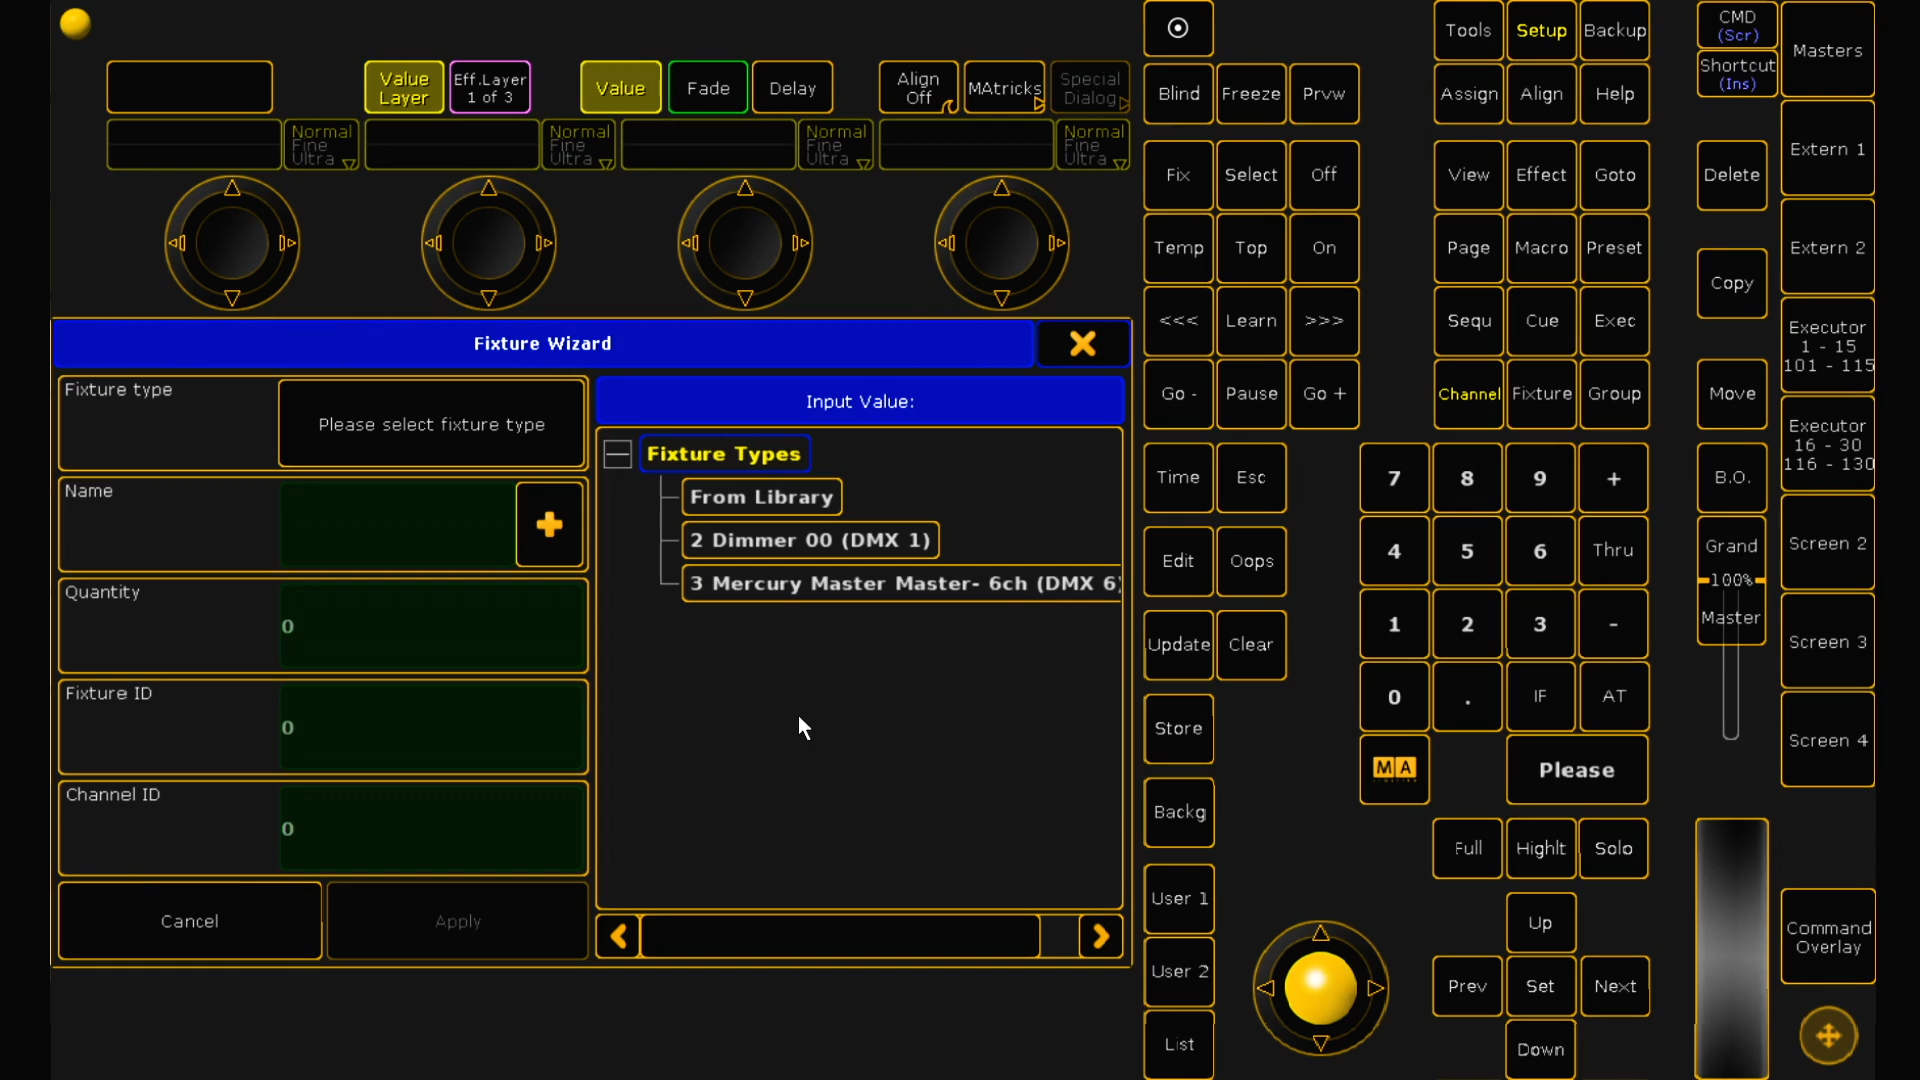 Value
Layer
Eff.Layer
1 of 3
Value
Fade
Delay
Align
Off
MAtricks
Special
Dialog
Normal
Fine
Ultra
Normal
Fine
Ultra
Normal
Fine
Ultra
Normal
Fine
Ultra
Fixture Wizard
Fixture type
Please select fixture type
Name
Quantity
0
Fixture ID
0
Channel ID
0
Cancel
Apply
Input Value:
Fixture Types
From Library
2 Dimmer 00 (DMX 1)
3 Mercury Master Master- 6ch (DMX 6)
Blind
Freeze
Prvw
Fix
Select
Off
Temp
Top
On
<<<
Learn
>>>
Go -
Pause
Go +
Time
Esc
Edit
Oops
Update
Clear
Store
Backg
User 1
User 2
List
Tools
Setup
Backup
Assign
Align
Help
View
Effect
Goto
Page
Macro
Preset
Sequ
Cue
Exec
Channel
Fixture
Group
7
8
9
+
4
5
6
Thru
1
2
3
-
0
.
IF
AT
MA
Please
Full
Highlt
Solo
Up
Prev
Set
Next
Down
CMD
(Scr)
Shortcut
(Ins)
Delete
Copy
Move
B.O.
Grand
100%
Master
Masters
Extern 1
Extern 2
Executor
1 - 15
101 - 115
Executor
16 - 30
116 - 130
Screen 2
Screen 3
Screen 4
Command
Overlay